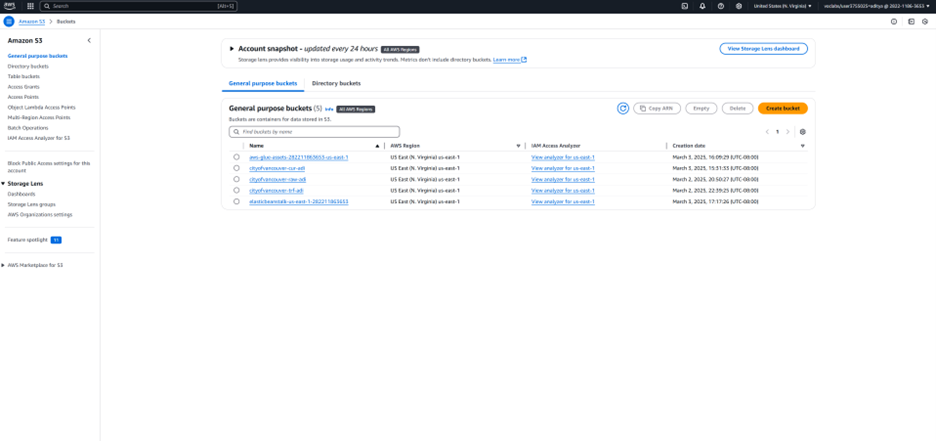 aws
Search
[Alt+S]
United States (N. Virginia)
Amazon S3 > Buckets
Amazon S3
General purpose buckets
Directory buckets
Table buckets
Access Grants
Access Points
Object Lambda Access Points
Multi-Region Access Points
Batch Operations
IAM Access Analyzer for S3
Block Public Access settings for this
account
Storage Lens
Dashboards
Storage Lens groups
AWS Organizations settings
Feature spotlight 11
AWS Marketplace for S3
Account snapshot - updated every 24 hours All AWS Regions
View Storage Lens dashboard
Storage lens provides visibility into storage usage and activity trends. Metrics don't include directory buckets. Learn more
General purpose buckets Directory buckets
General purpose buckets (5) Info All AWS Regions
Copy ARN Empty Delete Create bucket
Buckets are containers for data stored in S3.
Find buckets by name
1
Name AWS Region IAM Access Analyzer Creation date
aws-glue-assets-282211863653-us-east-1 US East (N. Virginia) us-east-1 View analyzer for us-east-1 March 3, 2025, 16:09:29 (UTC-08:00)
cityofvancouver-cur-adi US East (N. Virginia) us-east-1 View analyzer for us-east-1 March 3, 2025, 15:31:55 (UTC-08:00)
cityofvancouver-raw-adi US East (N. Virginia) us-east-1 View analyzer for us-east-1 March 2, 2025, 20:50:27 (UTC-08:00)
cityofvancouver-trf-adi US East (N. Virginia) us-east-1 View analyzer for us-east-1 March 2, 2025, 22:39:25 (UTC-08:00)
elasticbeanstalk-us-east-1-282211863653 US East (N. Virginia) us-east-1 View analyzer for us-east-1 March 3, 2025, 17:17:26 (UTC-08:00)